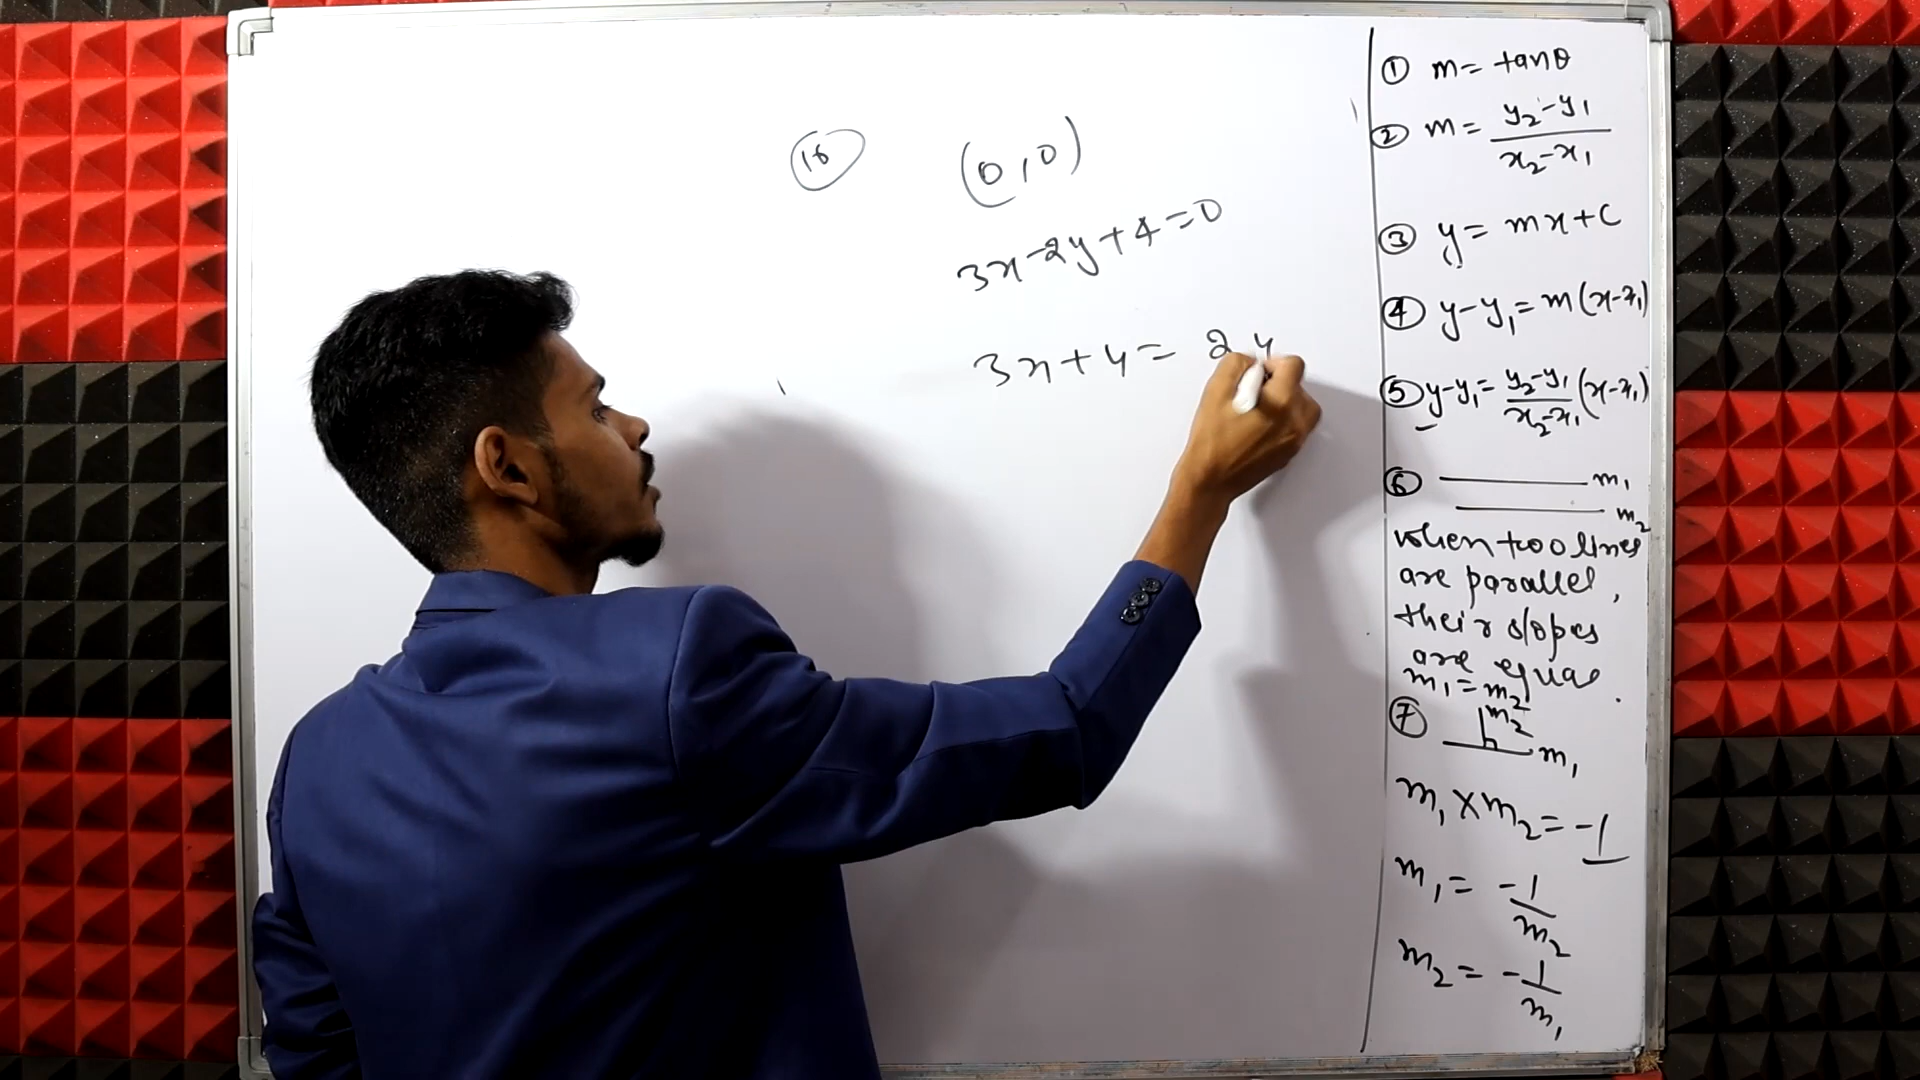 16
(0,0)
3x-2y+4=0
3x+4= 2y
① m= tanθ
② m= y₂-y₁ / x₂-x₁
③ y= mx+c
④ y-y₁=m(x-x₁)
⑤ y-y₁= y₂-y₁ / x₂-x₁ (x-x₁)
⑥ m₁
m₂
when two lines
are parallel,
their slopes
are equal.
m₁=m₂
⑦ m₂
m₁
m₁×m₂=-1
m₁= -1/m₂
m₂= -1/m₁